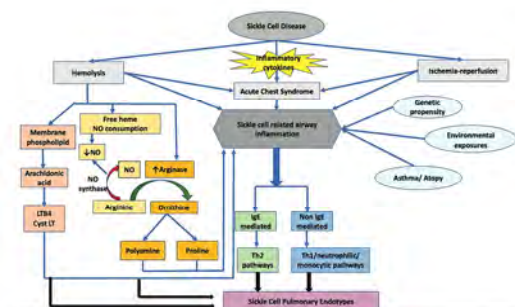 Sickle Cell Disease
Inflammatory
cytokines
Hemolysis
Ischemia-reperfusion
Acute Chest Syndrome
Genetic
propensity
Free heme
NO consumption
Membrane
phospholipid
Sickle cell related airway
inflammation
Environmental
exposures
↓NO
NO
↑Arginase
NO
synthase
Arachidonic
acid
Asthma/ Atopy
Arginine
Ornithine
LTB4
Cyst LT
IgE
mediated
Non IgE
mediated
Polyamine
Proline
Th2
pathways
Th1/neutrophilic/
monocytic pathways
Sickle Cell Pulmonary Endotypes